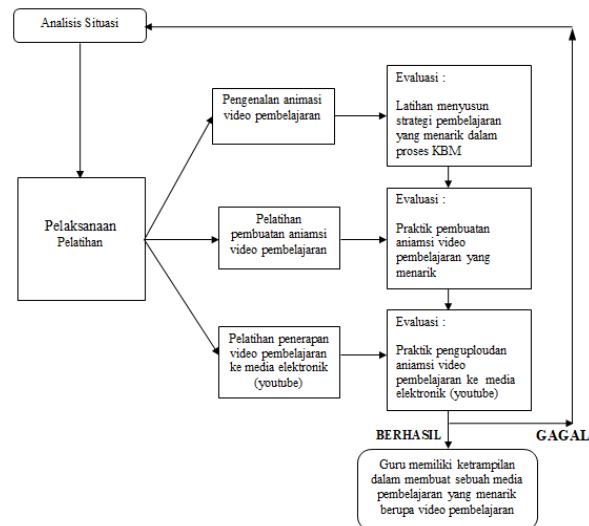 Analisis Situasi
Pelaksanaan
Pelatihan
Pengenalan animasi
video pembelajaran
Evaluasi :
Latihan menyusun
strategi pembelajaran
yang menarik dalam
proses KBM
Pelatihan
pembuatan aniamsi
video pembelajaran
Evaluasi :
Praktik pembuatan
aniamsi video
pembelajaran yang
menarik
Pelatihan penerapan
video pembelajaran
ke media elektronik
(youtube)
Evaluasi :
Praktik penguploudan
aniamsi video
pembelajaran ke media
elektronik (youtube)
BERHASIL
GAGAL
Guru memiliki ketrampilan
dalam membuat sebuah media
pembelajaran yang menarik
berupa video pembelajaran